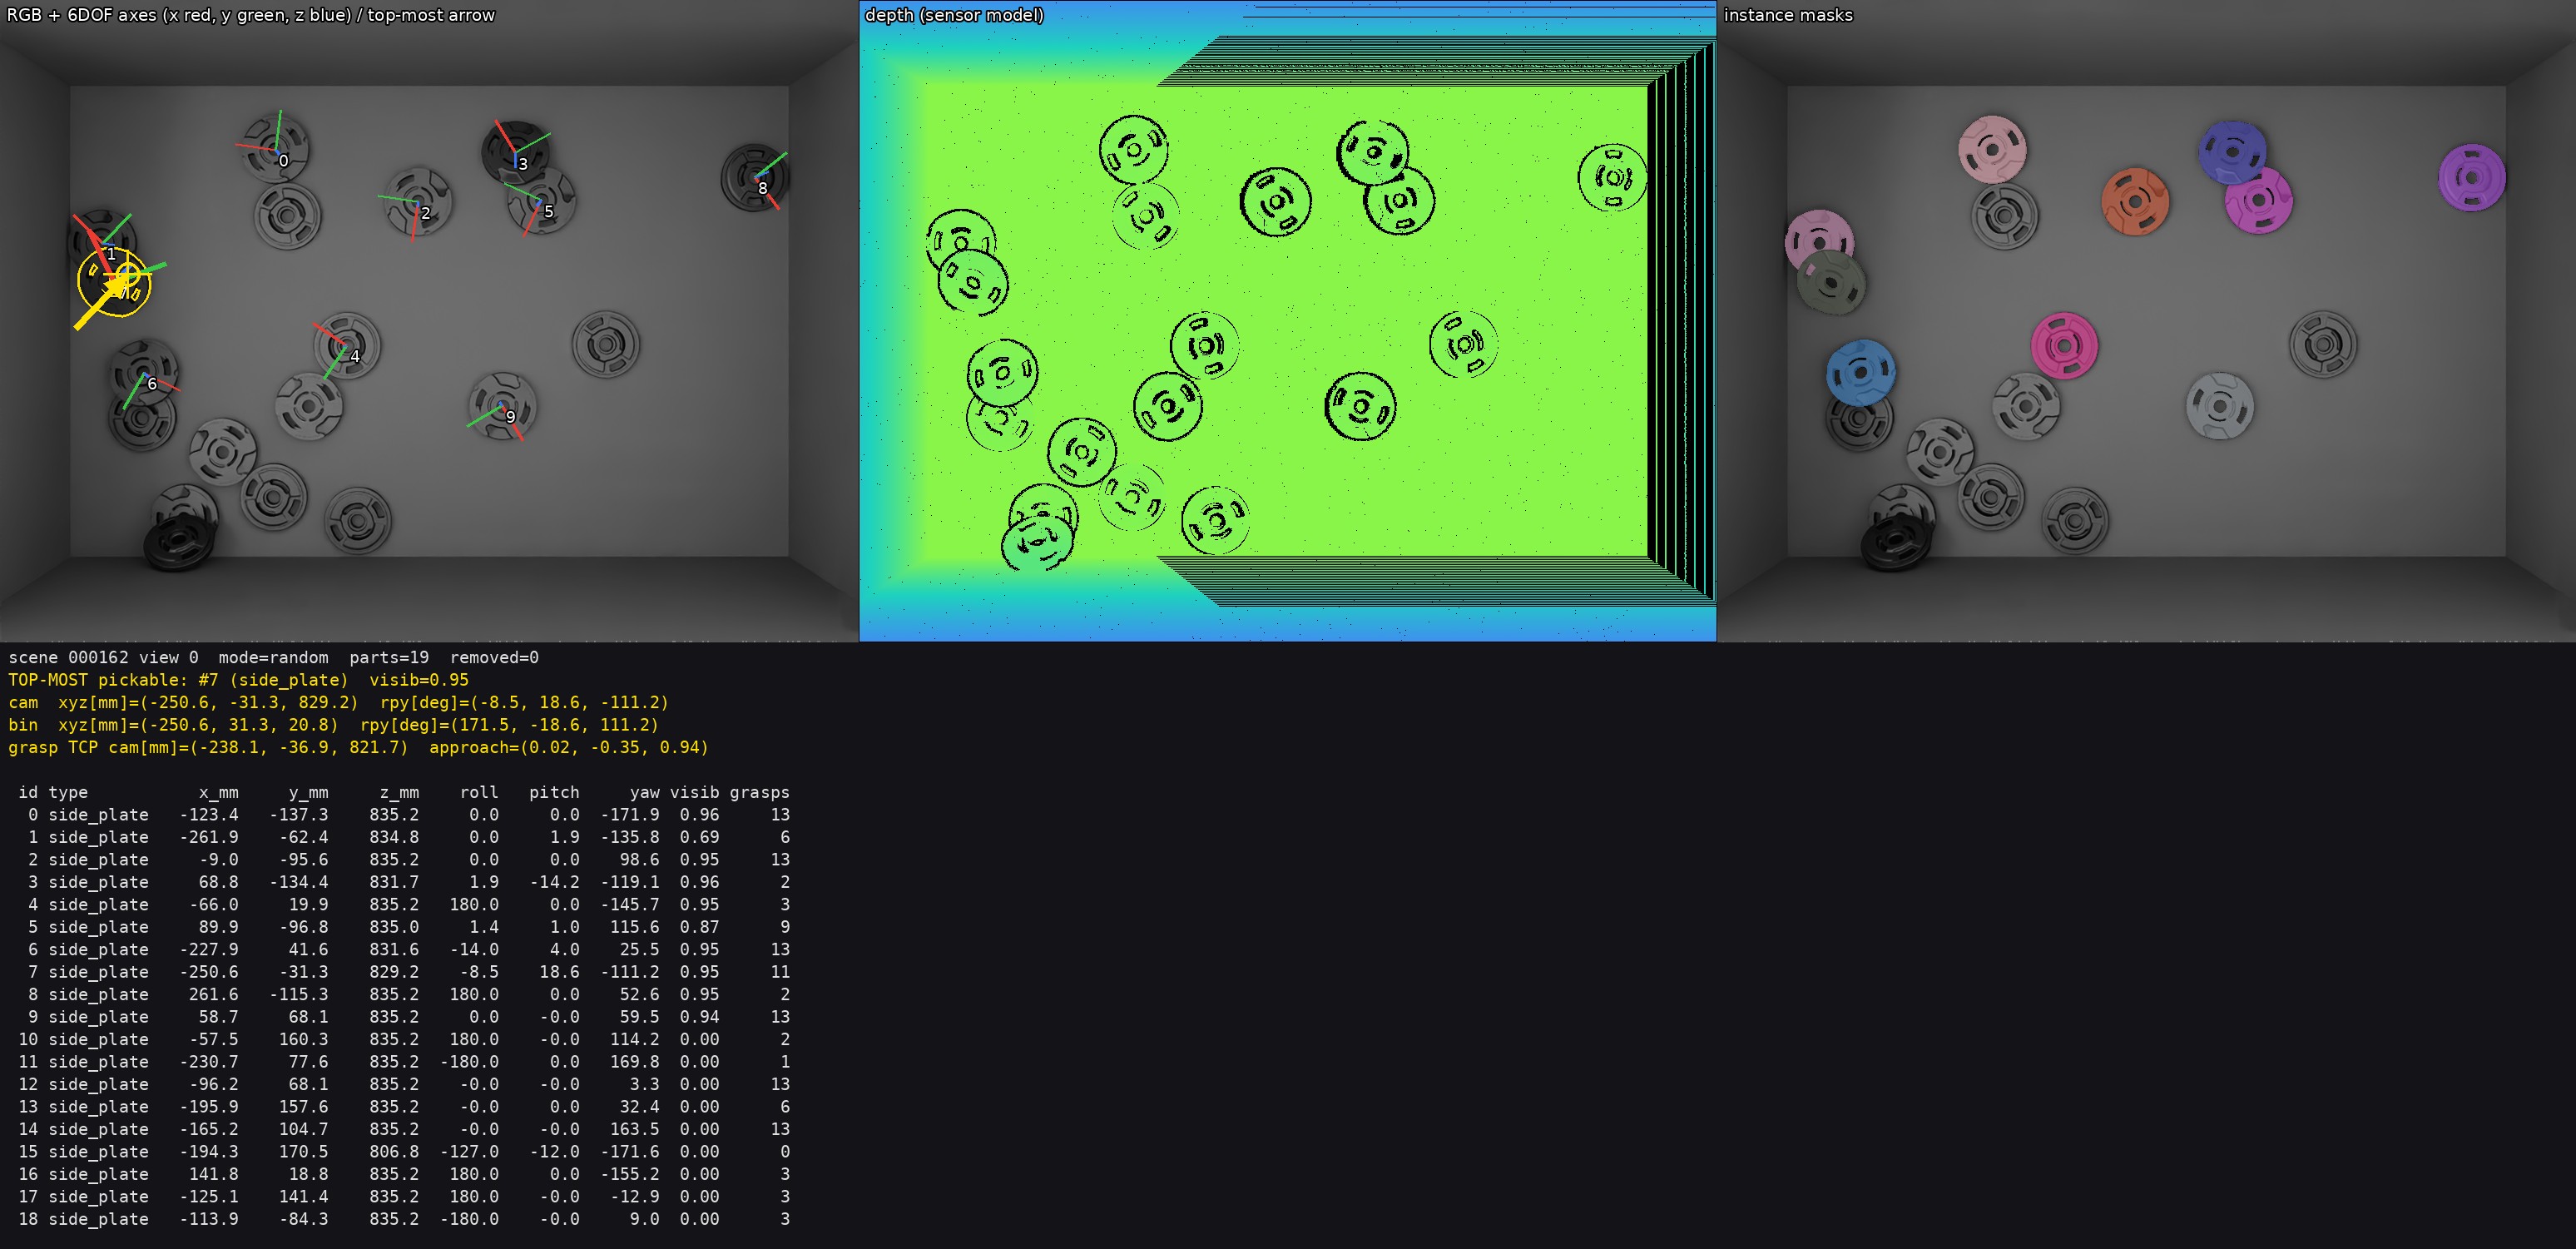 RGB + 6DOF axes (x red, y green, z blue) / top-most arrow
depth (sensor model)
instance masks
0
3
2
5
8
1
4
6
9
scene 000162 view 0  mode=random  parts=19  removed=0
TOP-MOST pickable: #7 (side_plate)  visib=0.95
cam  xyz[mm]=(-250.6, -31.3, 829.2)  rpy[deg]=(-8.5, 18.6, -111.2)
bin  xyz[mm]=(-250.6, 31.3, 20.8)  rpy[deg]=(171.5, -18.6, 111.2)
grasp TCP cam[mm]=(-238.1, -36.9, 821.7)  approach=(0.02, -0.35, 0.94)
id type x_mm y_mm z_mm roll pitch yaw visib grasps
0 side_plate -123.4 -137.3 835.2 0.0 0.0 -171.9 0.96 13
1 side_plate -261.9 -62.4 834.8 0.0 1.9 -135.8 0.69 6
2 side_plate -9.0 -95.6 835.2 0.0 0.0 98.6 0.95 13
3 side_plate 68.8 -134.4 831.7 1.9 -14.2 -119.1 0.96 2
4 side_plate -66.0 19.9 835.2 180.0 0.0 -145.7 0.95 3
5 side_plate 89.9 -96.8 835.0 1.4 1.0 115.6 0.87 9
6 side_plate -227.9 41.6 831.6 -14.0 4.0 25.5 0.95 13
7 side_plate -250.6 -31.3 829.2 -8.5 18.6 -111.2 0.95 11
8 side_plate 261.6 -115.3 835.2 180.0 0.0 52.6 0.95 2
9 side_plate 58.7 68.1 835.2 0.0 -0.0 59.5 0.94 13
10 side_plate -57.5 160.3 835.2 180.0 -0.0 114.2 0.00 2
11 side_plate -230.7 77.6 835.2 -180.0 0.0 169.8 0.00 1
12 side_plate -96.2 68.1 835.2 -0.0 -0.0 3.3 0.00 13
13 side_plate -195.9 157.6 835.2 -0.0 0.0 32.4 0.00 6
14 side_plate -165.2 104.7 835.2 -0.0 -0.0 163.5 0.00 13
15 side_plate -194.3 170.5 806.8 -127.0 -12.0 -171.6 0.00 0
16 side_plate 141.8 18.8 835.2 180.0 0.0 -155.2 0.00 3
17 side_plate -125.1 141.4 835.2 180.0 -0.0 -12.9 0.00 3
18 side_plate -113.9 -84.3 835.2 -180.0 -0.0 9.0 0.00 3